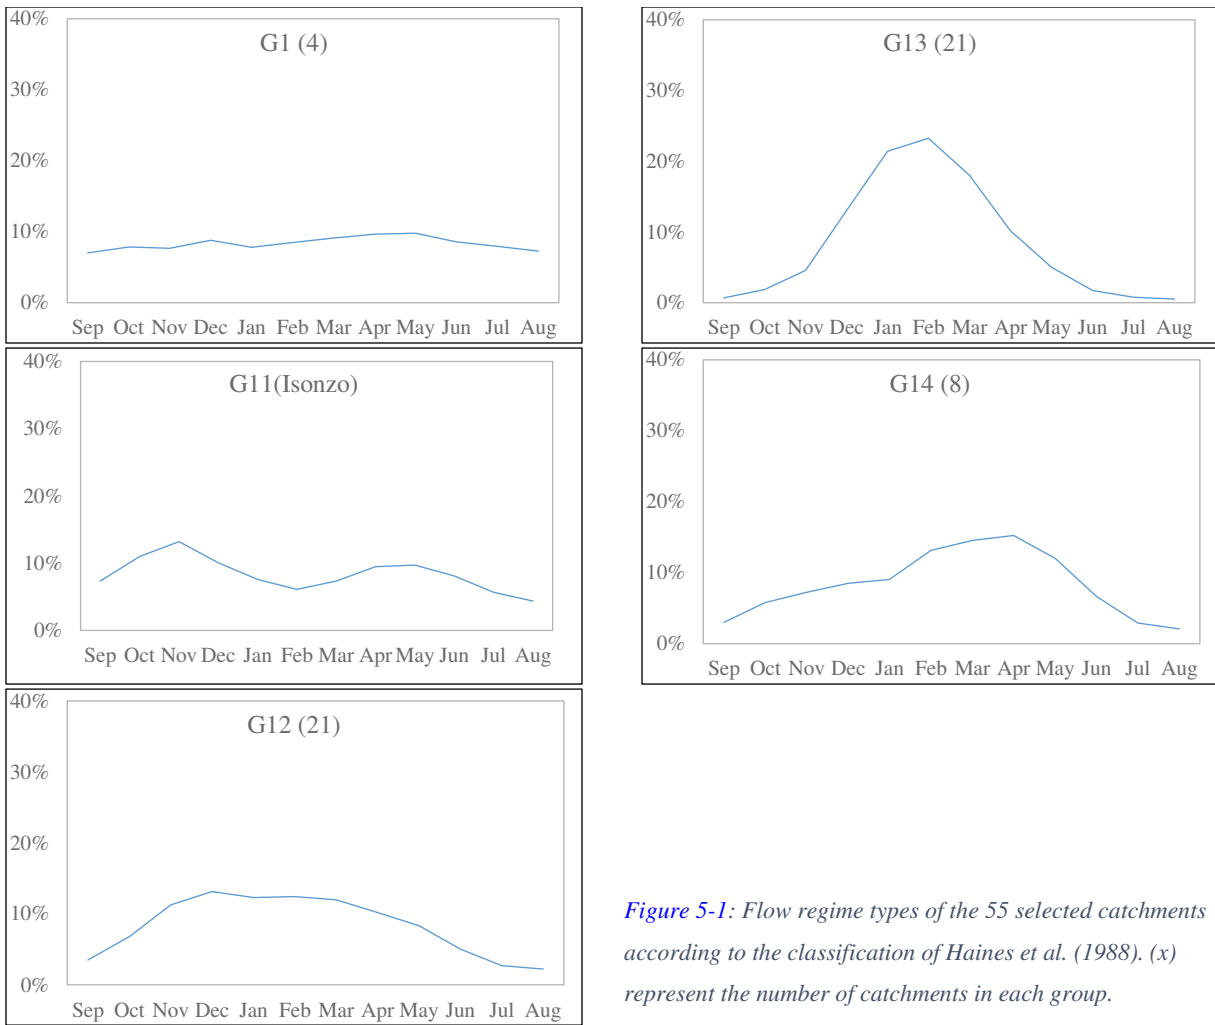 G1 (4)
40%
30%
20%
10%
0%
Sep Oct Nov Dec Jan Feb Mar Apr May Jun Jul Aug
G13 (21)
40%
30%
20%
10%
0%
Sep Oct Nov Dec Jan Feb Mar Apr May Jun Jul Aug
G11(Isonzo)
40%
30%
20%
10%
0%
Sep Oct Nov Dec Jan Feb Mar Apr May Jun Jul Aug
G14 (8)
40%
30%
20%
10%
0%
Sep Oct Nov Dec Jan Feb Mar Apr May Jun Jul Aug
G12 (21)
40%
30%
20%
10%
0%
Sep Oct Nov Dec Jan Feb Mar Apr May Jun Jul Aug
Figure 5-1: Flow regime types of the 55 selected catchments
according to the classification of Haines et al. (1988). (x)
represent the number of catchments in each group.